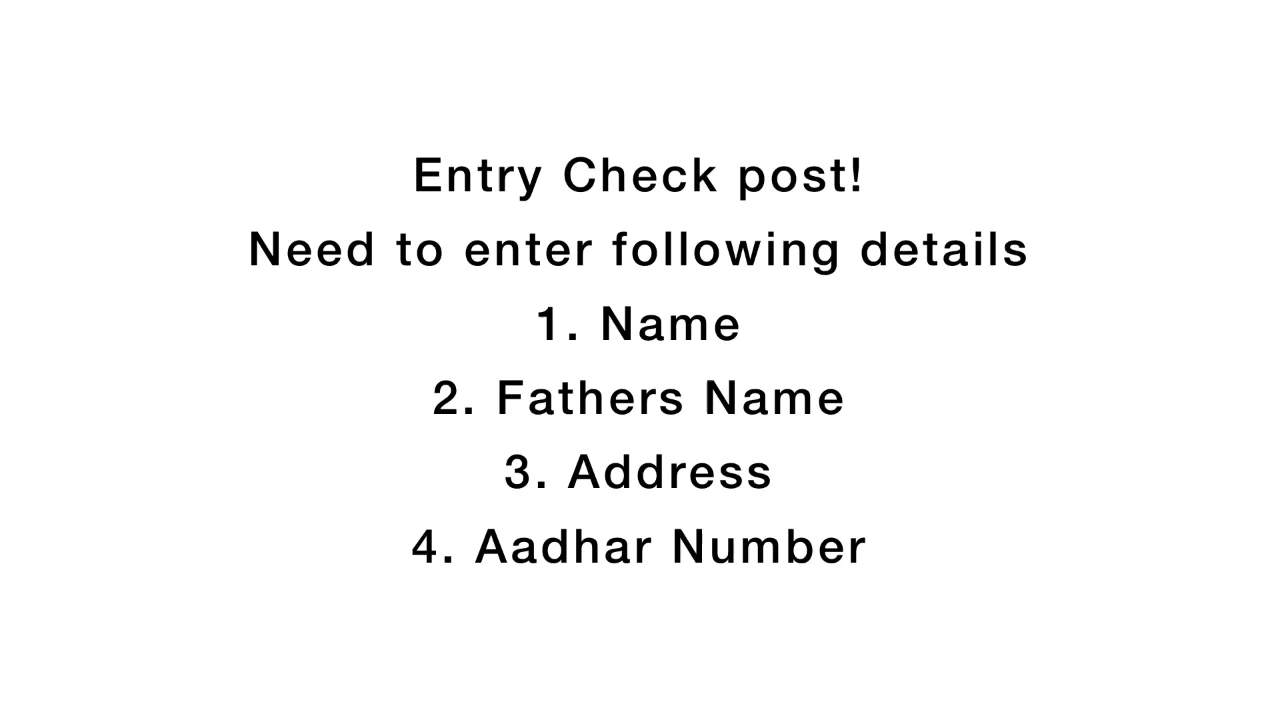 Entry Check post!
Need to enter following details
1. Name
2. Fathers Name
3. Address
4. Aadhar Number